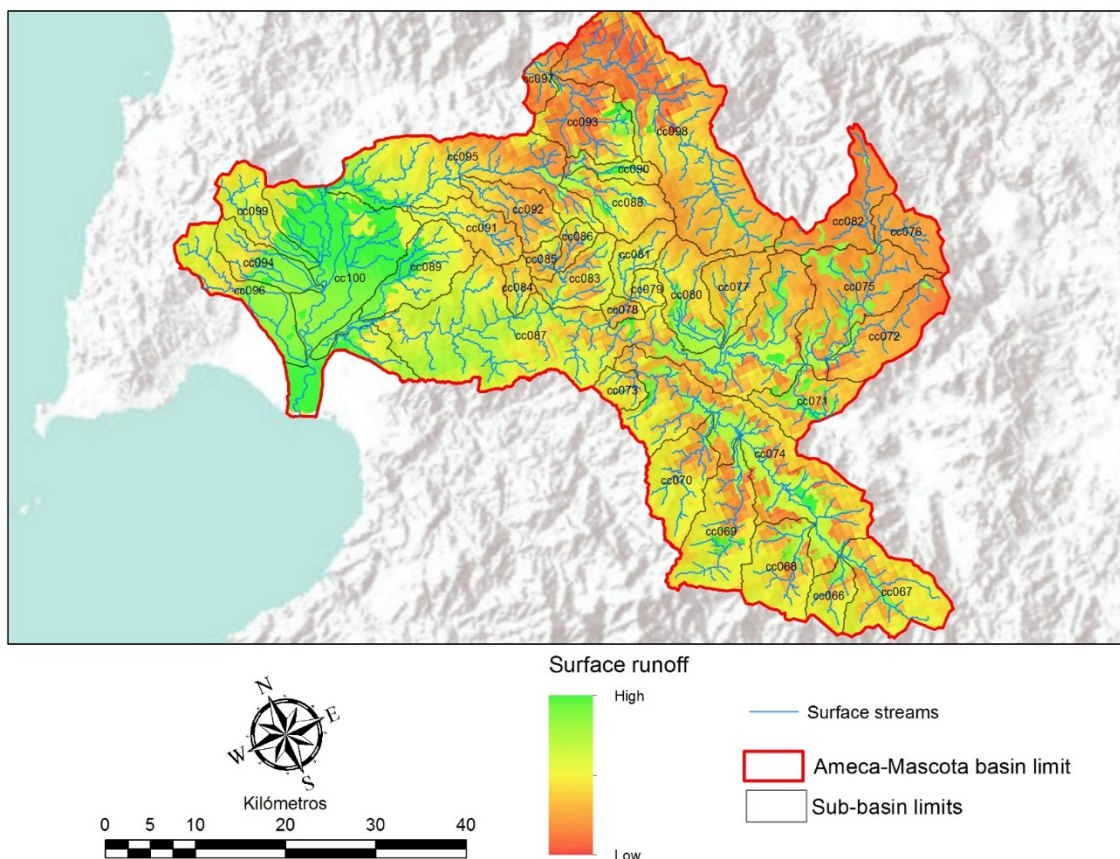 cc097
cc093
cc098
cc095
cc090
cc082
cc076
cc099
cc092
cc088
cc091
cc086
cc094
cc100
cc089
cc085
cc081
cc096
cc084
cc083
cc079
cc080
cc077
cc075
cc078
cc072
cc087
cc073
cc071
cc074
cc070
cc069
cc068
cc066
cc067
N
E
W
S
Kilómetros
0 5 10 20 30 40
Surface runoff
High
Low
Surface streams
Ameca-Mascota basin limit
Sub-basin limits